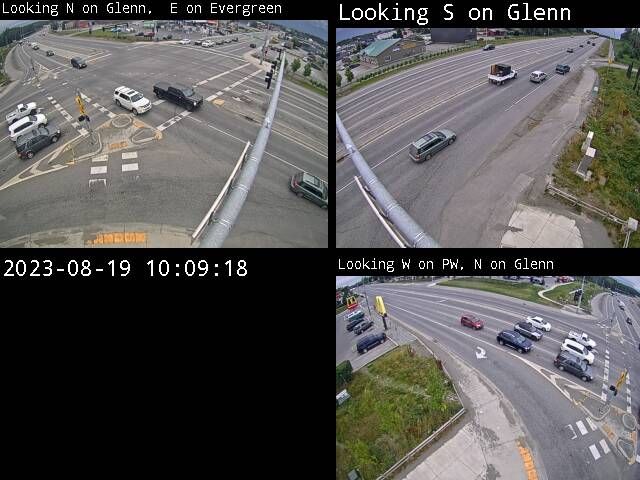 Looking N on Glenn,  E on Evergreen
Looking S on Glenn
2023-08-19 10:09:18
Looking W on PW, N on Glenn